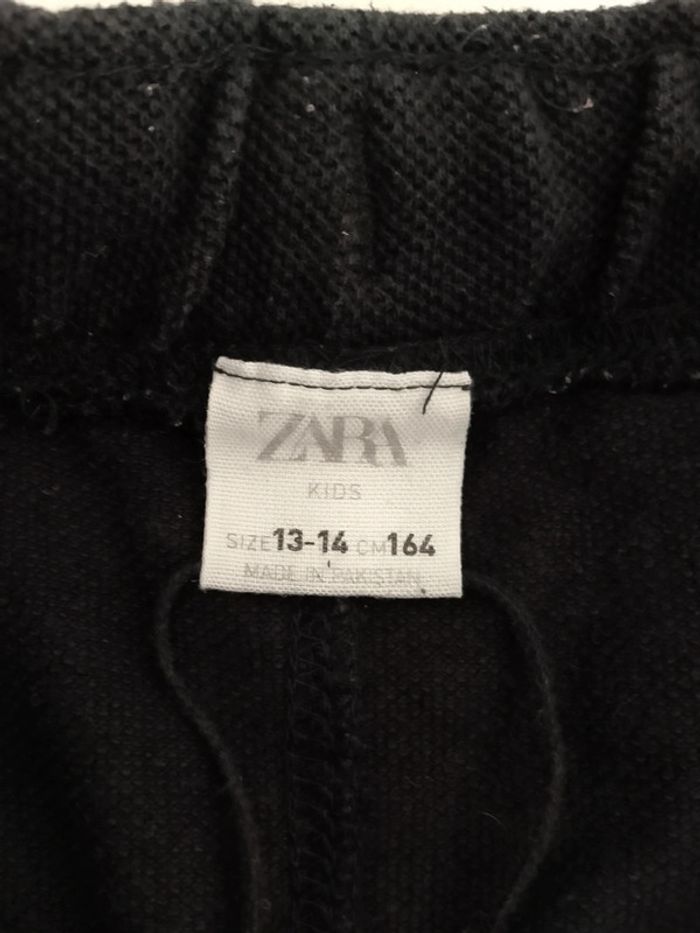 ZARA
KIDS
SIZE 13-14 CM 164
MADE IN PAKISTAN